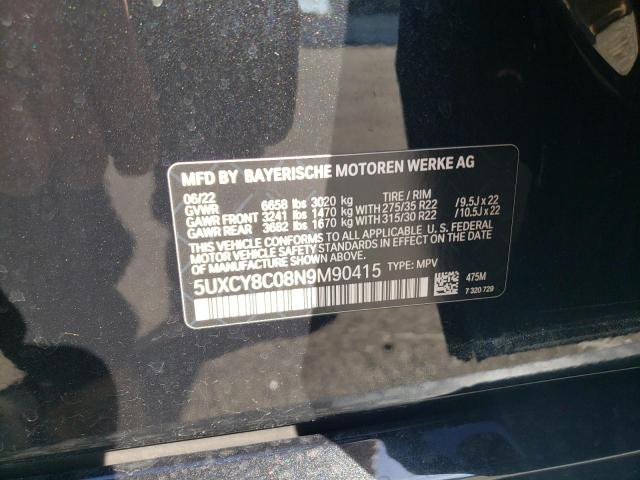 MFD BY BAYERISCHE MOTOREN WERKE AG
06/22 TIRE / RIM
GVWR 6658 lbs 3020 kg
GAWR FRONT 3241 lbs 1470 kg WITH 275/35 R22 /9.5J x 22
GAWR REAR 3682 lbs 1670 kg WITH 315/30 R22 /10.5J x 22
THIS VEHICLE CONFORMS TO ALL APPLICABLE U. S. FEDERAL
MOTOR VEHICLE SAFETY STANDARDS IN EFFECT ON THE
DATE OF MANUFACTURE SHOWN ABOVE.
5UXCY8C08N9M90415 TYPE: MPV
475M
7 320 729